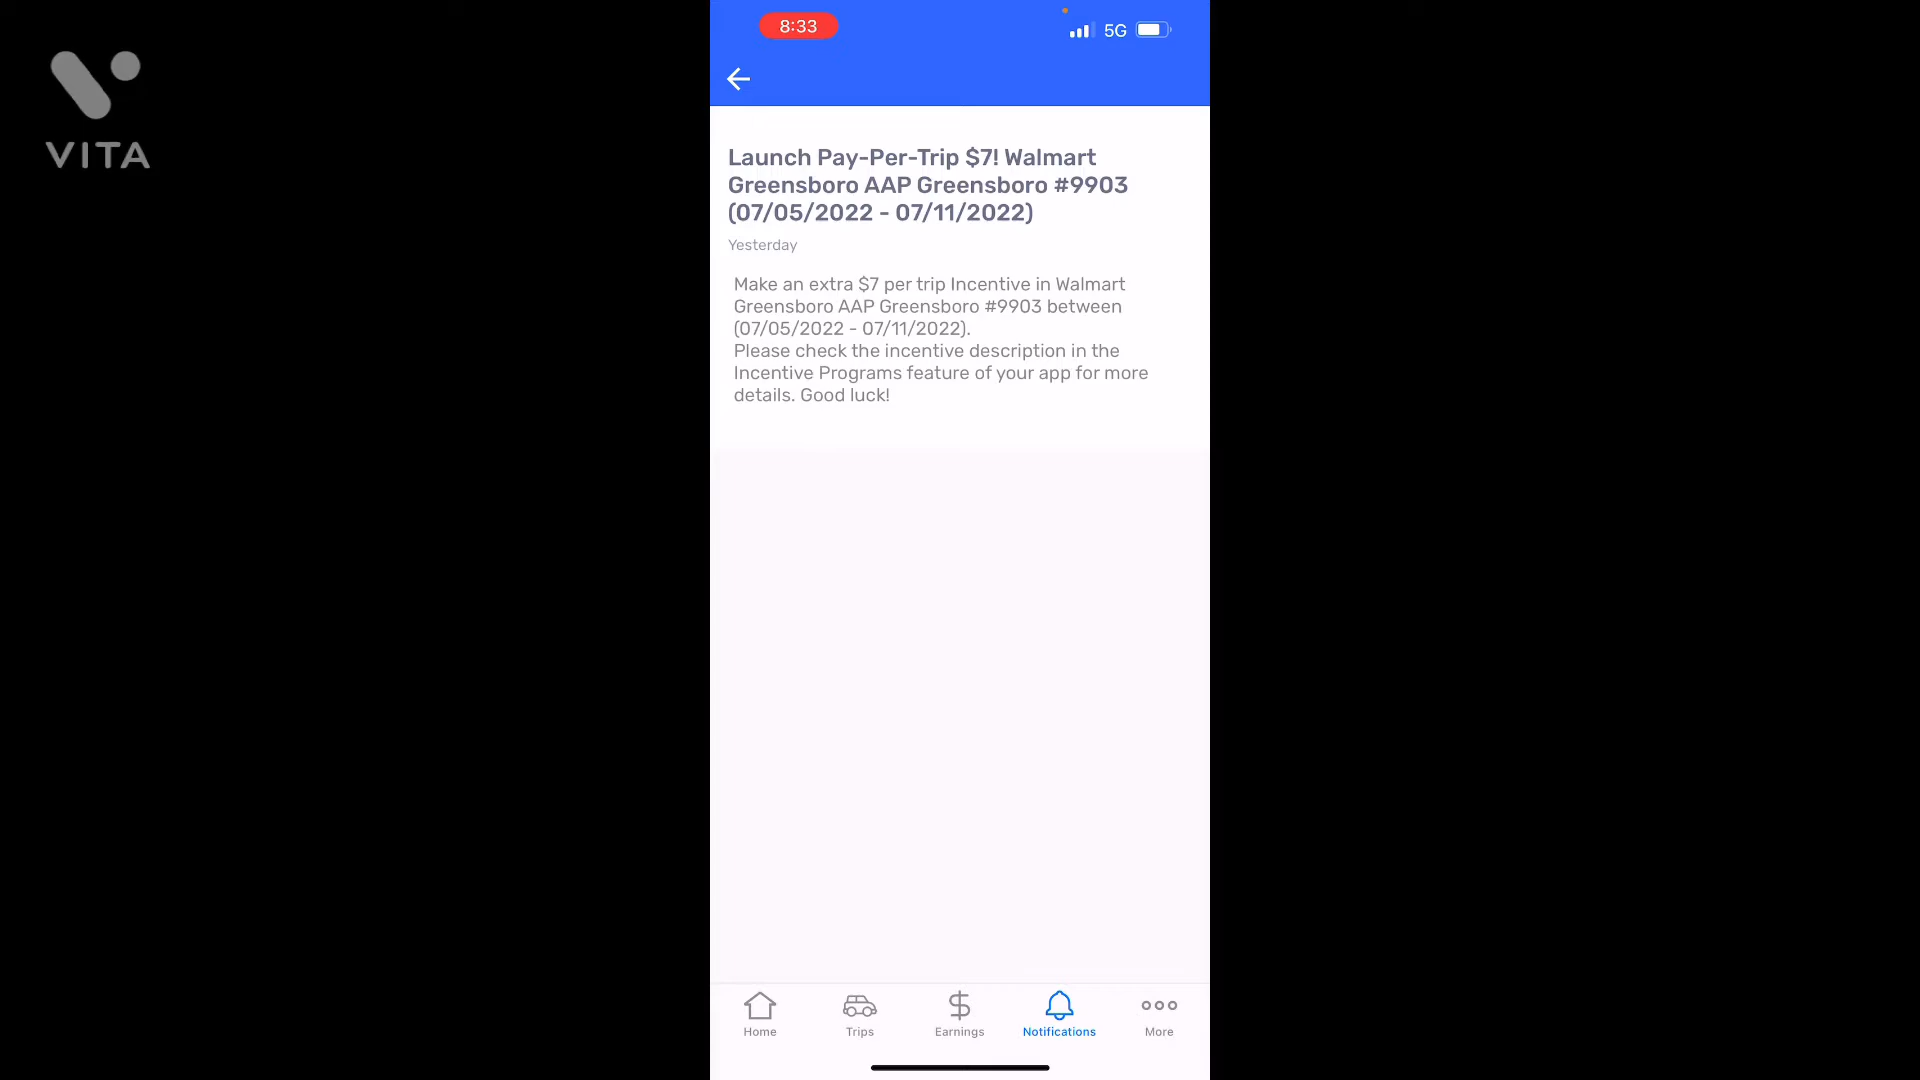 VITA
8:33
5G
Launch Pay-Per-Trip $7! Walmart
Greensboro AAP Greensboro #9903
(07/05/2022 - 07/11/2022)
Yesterday
Make an extra $7 per trip Incentive in Walmart
Greensboro AAP Greensboro #9903 between
(07/05/2022 - 07/11/2022).
Please check the incentive description in the
Incentive Programs feature of your app for more
details. Good luck!
Home
Trips
Earnings
Notifications
More